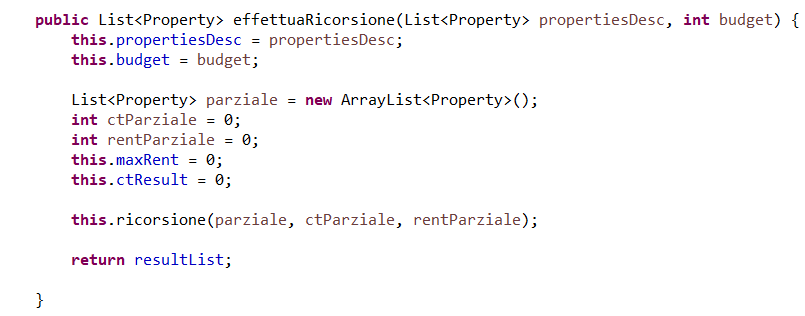 public List<Property> effettuaRicorsione(List<Property> propertiesDesc, int budget) {
this.propertiesDesc = propertiesDesc;
this.budget = budget;
List<Property> parziale = new ArrayList<Property>();
int ctParziale = 0;
int rentParziale = 0;
this.maxRent = 0;
this.ctResult = 0;
this.ricorsione(parziale, ctParziale, rentParziale);
return resultList;
}